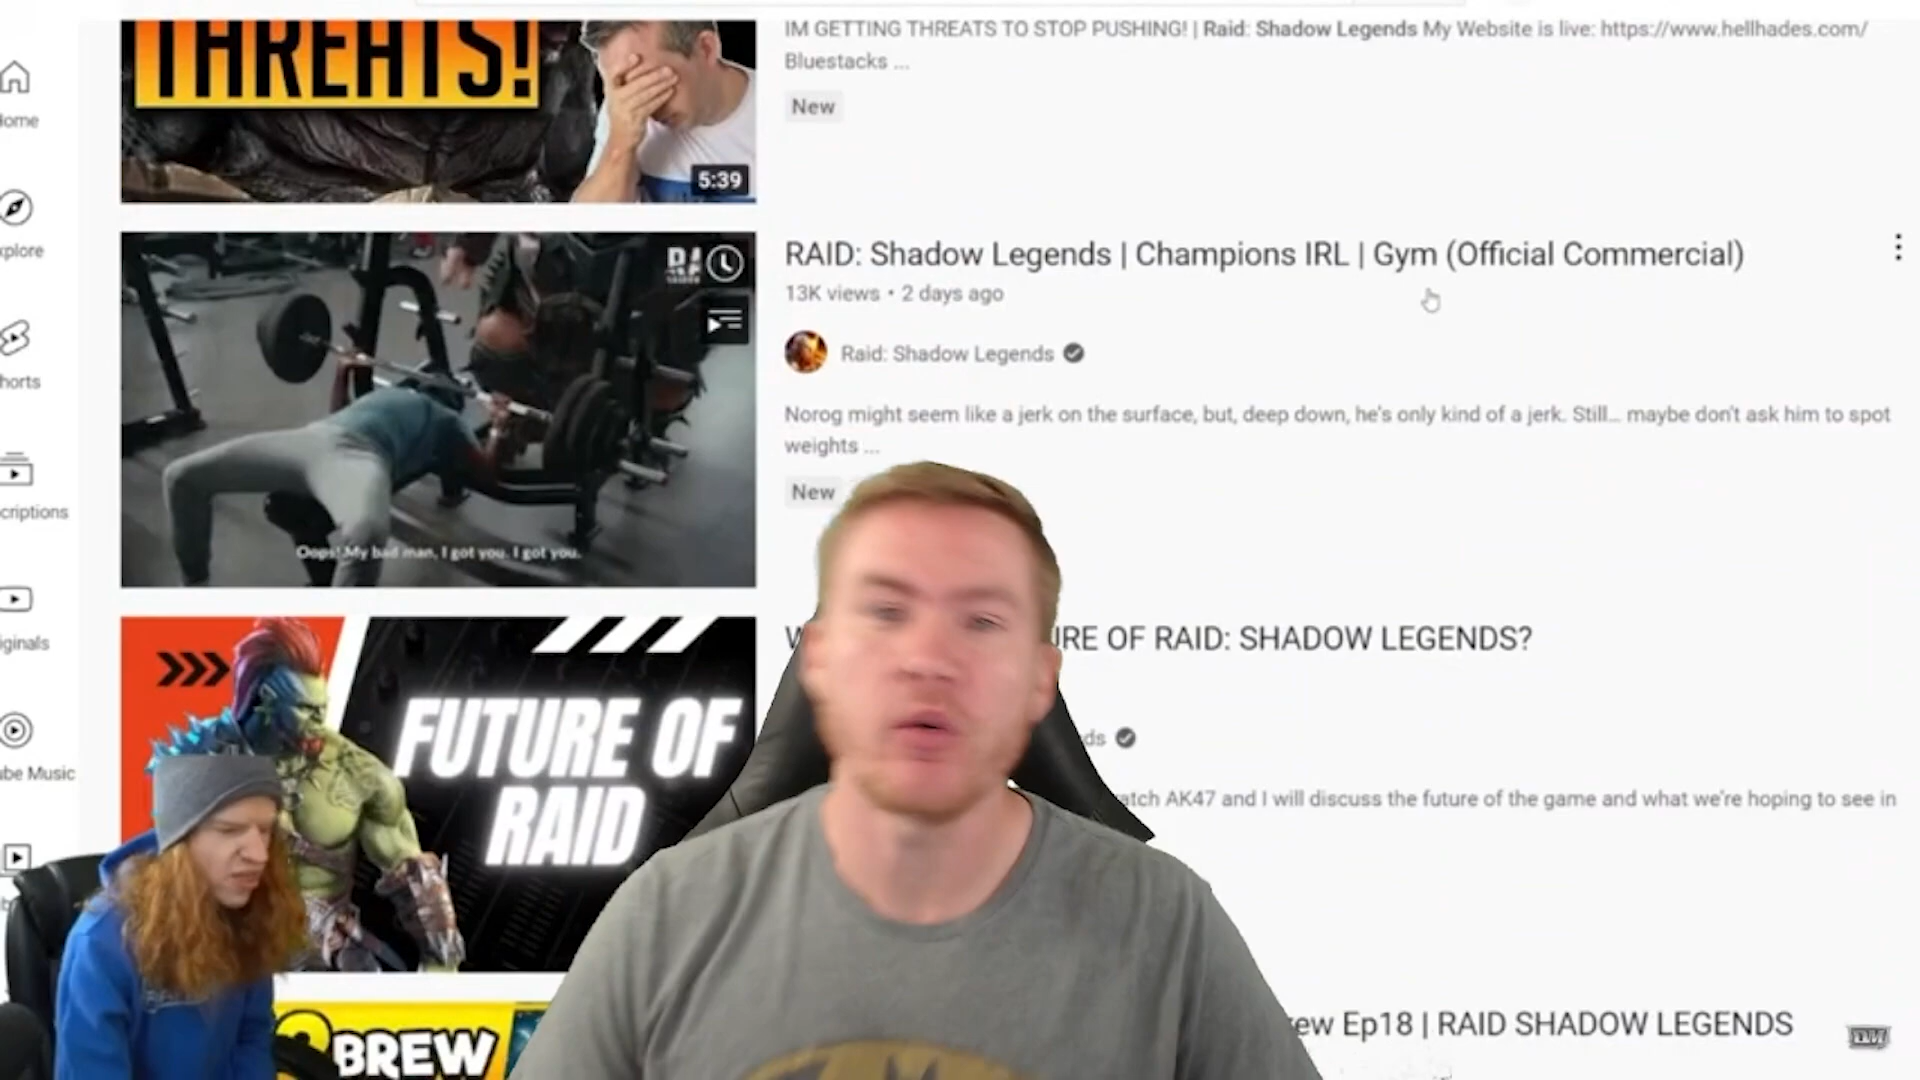 THREATS!
5:39
IM GETTING THREATS TO STOP PUSHING! | Raid: Shadow Legends My Website is live: https://www.hellhades.com/
Bluestacks ...
New
ome
xplore
horts
criptions
iginals
ube Music
Oops! My bad man, I got you. I got you.
RAID: Shadow Legends | Champions IRL | Gym (Official Commercial)
13K views • 2 days ago
Raid: Shadow Legends
Norog might seem like a jerk on the surface, but, deep down, he's only kind of a jerk. Still... maybe don't ask him to spot
weights ...
New
FUTURE OF
RAID
W
RE OF RAID: SHADOW LEGENDS?
ds
atch AK47 and I will discuss the future of the game and what we're hoping to see in
BREW
ew Ep18 | RAID SHADOW LEGENDS